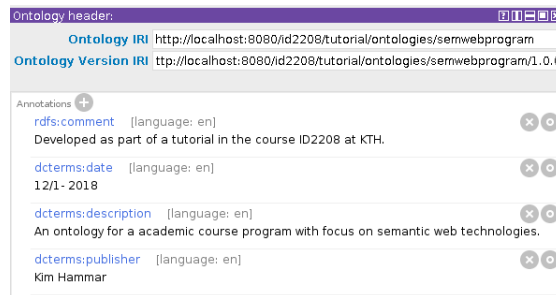 Ontology header:
Ontology IRI http://localhost:8080/id2208/tutorial/ontologies/semwebprogram
Ontology Version IRI ttp://localhost:8080/id2208/tutorial/ontologies/semwebprogram/1.0.
Annotations
rdfs:comment [language: en]
Developed as part of a tutorial in the course ID2208 at KTH.
dcterms:date [language: en]
12/1- 2018
dcterms:description [language: en]
An ontology for a academic course program with focus on semantic web technologies.
dcterms:publisher [language: en]
Kim Hammar